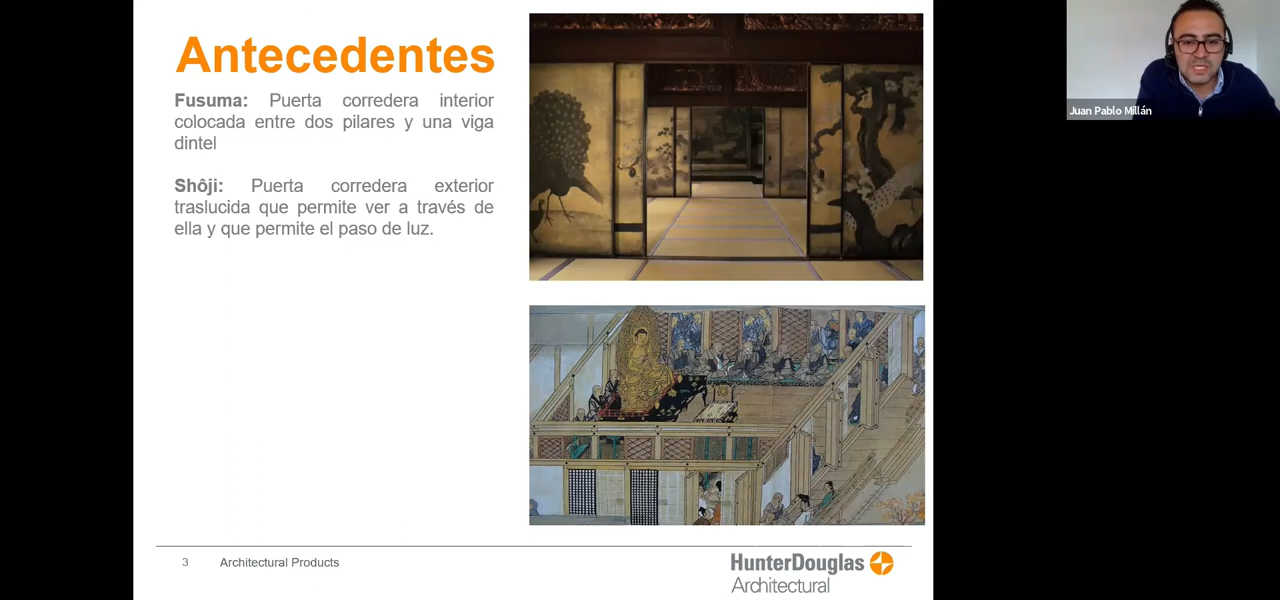 Antecedentes
Fusuma: Puerta corredera interior
colocada entre dos pilares y una viga
dintel
Shôji: Puerta corredera exterior
traslucida que permite ver a través de
ella y que permite el paso de luz.
Juan Pablo Millán
3 Architectural Products
HunterDouglas
Architectural